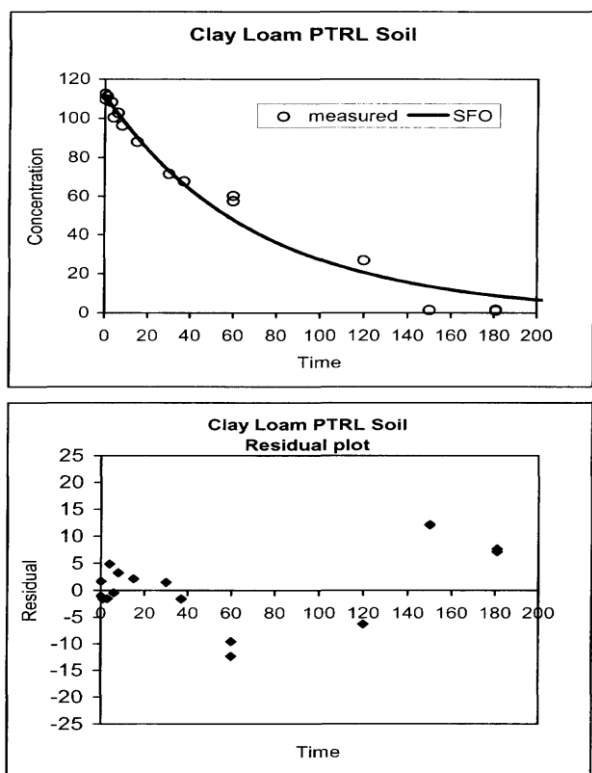 Clay Loam PTRL Soil
120
100
80
60
40
20
0
Concentration
measured SFO
0 20 40 60 80 100 120 140 160 180 200
Time
Clay Loam PTRL Soil
Residual plot
25
20
15
10
5
0
-5
-10
-15
-20
-25
Residual
0 20 40 60 80 100 120 140 160 180 200
Time